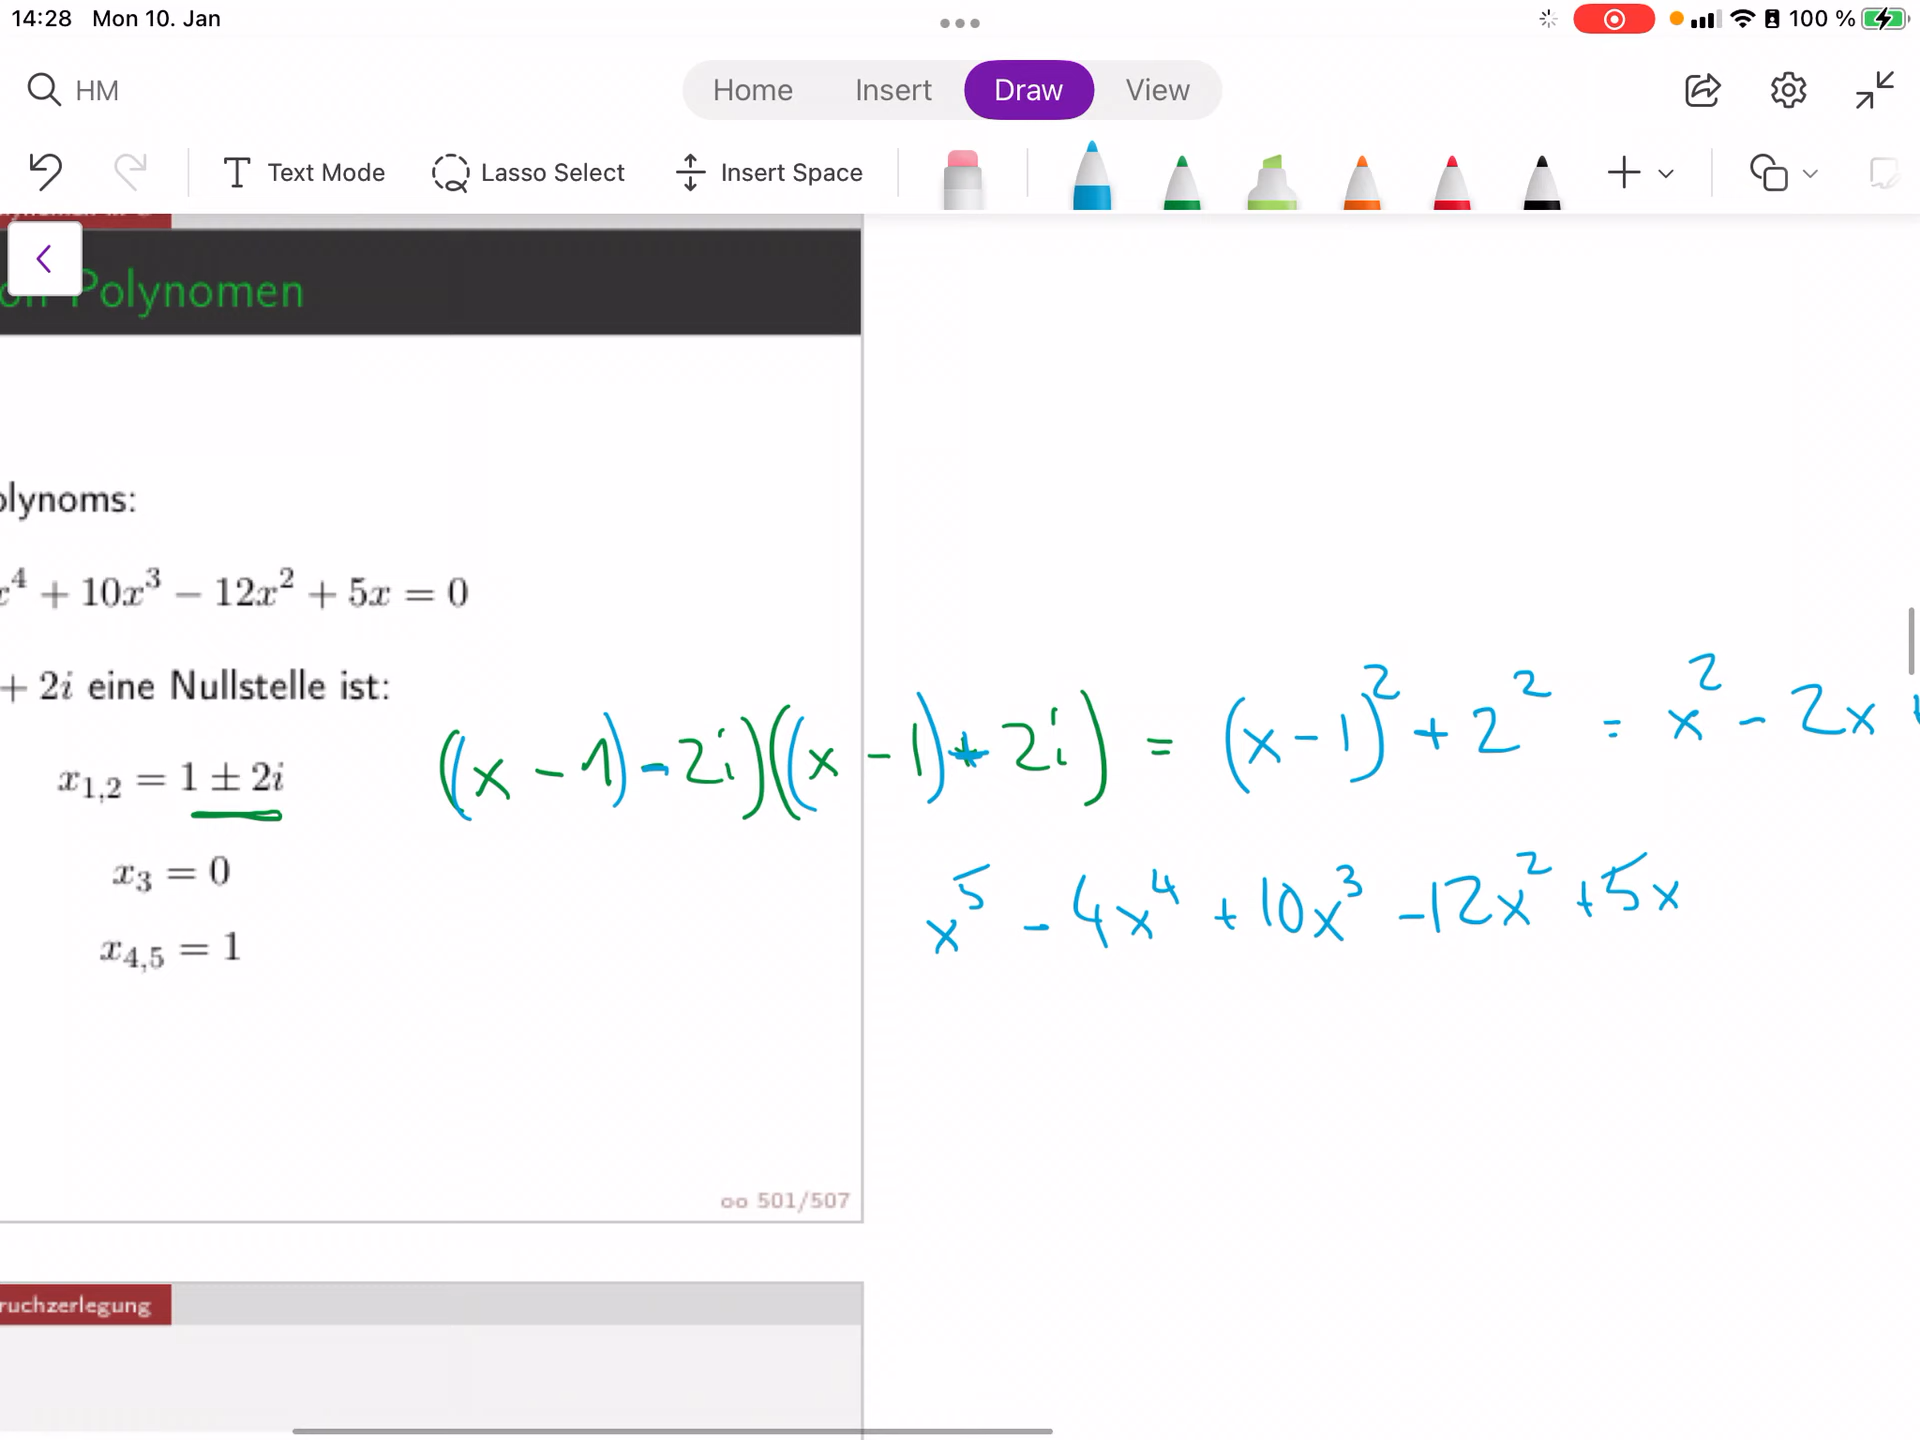 14:28 Mon 10. Jan
100 %
HM
Home Insert Draw View
Text Mode Lasso Select Insert Space
on Polynomen
olynoms:
x⁴ + 10x³ − 12x² + 5x = 0
+ 2i eine Nullstelle ist:
x₁,₂ = 1 ± 2i
((x - 1) - 2i)((x - 1) + 2i) = (x - 1)² + 2² = x² - 2x +
x₃ = 0
x⁵ - 4x⁴ + 10x³ - 12x² + 5x
x₄,₅ = 1
oo 501/507
ruchzerlegung